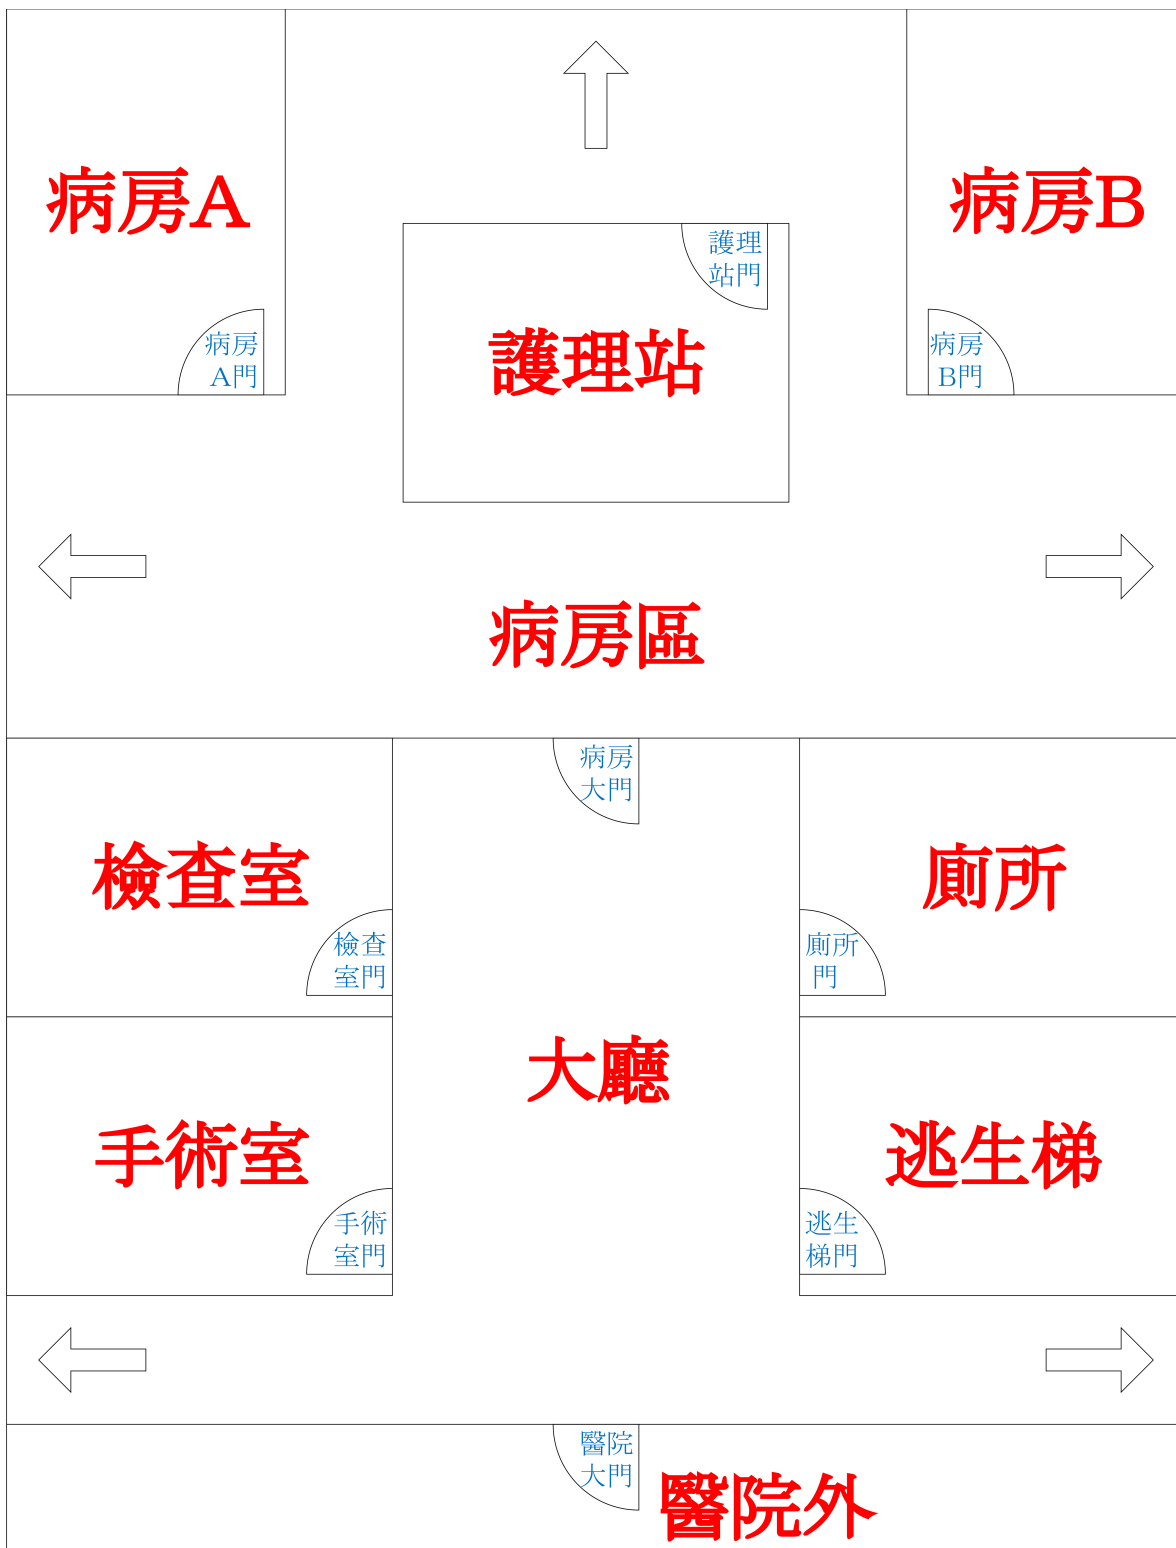 病房A
病房B
護理
站門
護理站
病房
A門
病房
B門
病房區
病房
大門
檢查室
廁所
檢查
室門
廁所
門
大廳
手術室
逃生梯
手術
室門
逃生
梯門
醫院
大門
醫院外